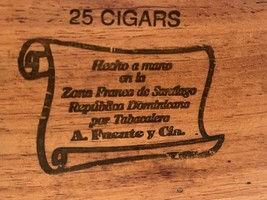 25 CIGARS
Hecho a mano
en la
Zona Franca de Santiago
República Dominicana
por Tabacalera
A. Fuente y Cia.